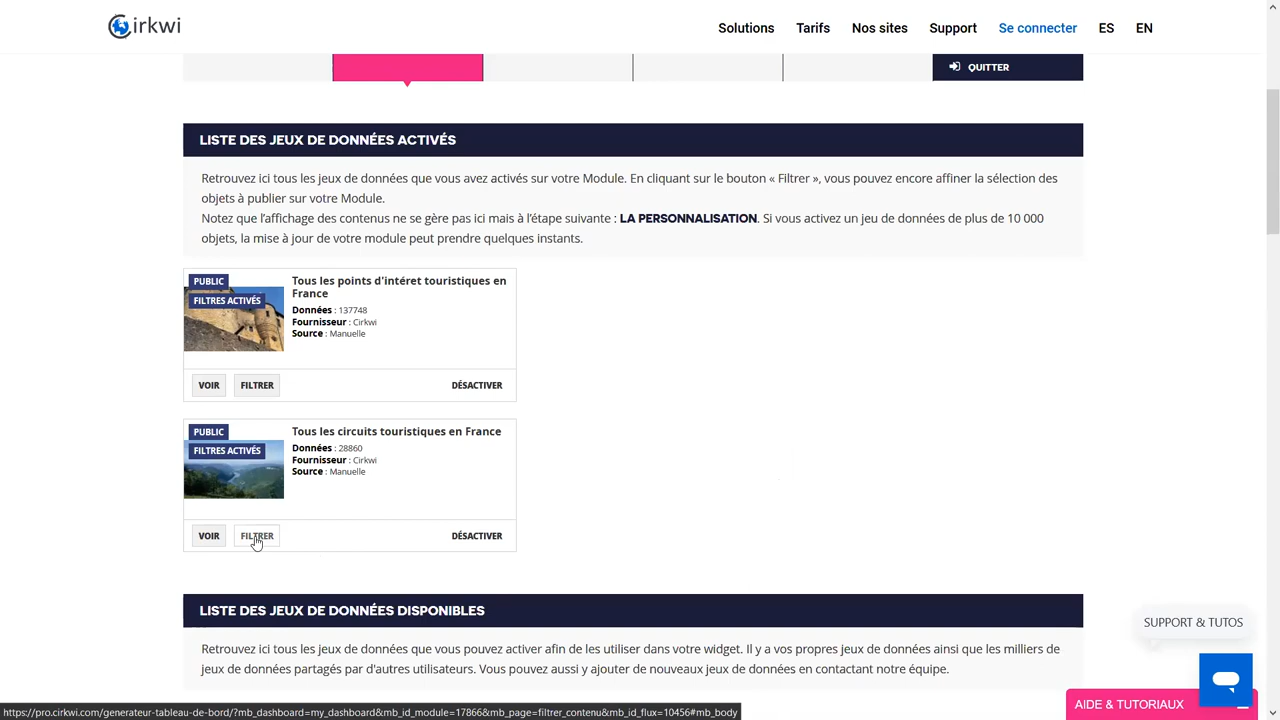 Cirkwi
Solutions Tarifs Nos sites Support Se connecter ES EN
QUITTER
LISTE DES JEUX DE DONNÉES ACTIVÉS
Retrouvez ici tous les jeux de données que vous avez activés sur votre Module. En cliquant sur le bouton « Filtrer », vous pouvez encore affiner la sélection des
objets à publier sur votre Module.
Notez que l'affichage des contenus ne se gère pas ici mais à l'étape suivante : LA PERSONNALISATION. Si vous activez un jeu de données de plus de 10 000
objets, la mise à jour de votre module peut prendre quelques instants.
PUBLIC
FILTRES ACTIVÉS
Tous les points d'intéret touristiques en
France
Données : 137748
Fournisseur : Cirkwi
Source : Manuelle
VOIR FILTRER DÉSACTIVER
PUBLIC
FILTRES ACTIVÉS
Tous les circuits touristiques en France
Données : 28860
Fournisseur : Cirkwi
Source : Manuelle
VOIR FILTRER DÉSACTIVER
LISTE DES JEUX DE DONNÉES DISPONIBLES
Retrouvez ici tous les jeux de données que vous pouvez activer afin de les utiliser dans votre widget. Il y a vos propres jeux de données ainsi que les milliers de
jeux de données partagés par d'autres utilisateurs. Vous pouvez aussi y ajouter de nouveaux jeux de données en contactant notre équipe.
SUPPORT & TUTOS
AIDE & TUTORIAUX
https://pro.cirkwi.com/generateur-tableau-de-bord/?mb_dashboard=my_dashboard&mb_id_module=17866&mb_page=filtrer_contenu&mb_id_flux=10456#mb_body